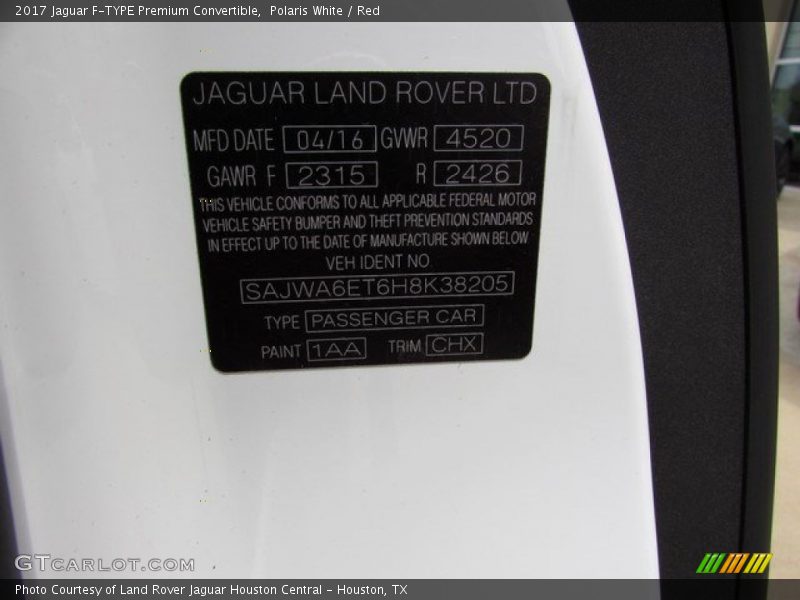 2017 Jaguar F-TYPE Premium Convertible, Polaris White / Red
JAGUAR LAND ROVER LTD
MFD DATE 04/16 GVWR 4520
GAWR F 2315 R 2426
THIS VEHICLE CONFORMS TO ALL APPLICABLE FEDERAL MOTOR
VEHICLE SAFETY BUMPER AND THEFT PREVENTION STANDARDS
IN EFFECT UP TO THE DATE OF MANUFACTURE SHOWN BELOW
VEH IDENT NO.
SAJWA6ET6H8K38205
TYPE PASSENGER CAR
PAINT 1AA TRIM CHX
GTCARLOT.COM
Photo Courtesy of Land Rover Jaguar Houston Central - Houston, TX